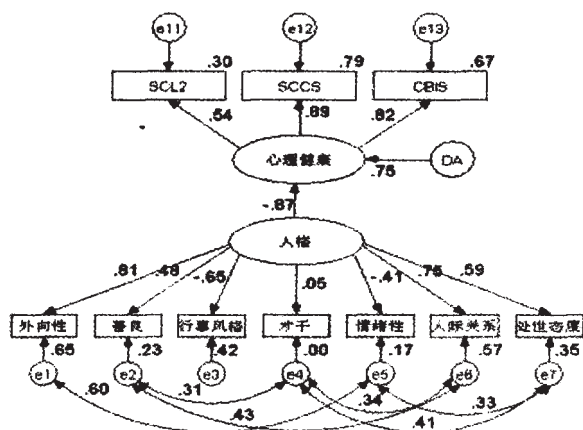 e11 e12 e13
.30 .79 .67
SCL2 SCCS CBIS
.54 .89 .82
心理健康 DA
.75
-.87
人格
.81 .48 -.65 .05 -.41 .75 .59
外向性 善良 行事风格 才干 情绪性 人际关系 处世态度
.65 .23 .42 .00 .17 .57 .35
e1 e2 e3 e4 e5 e6 e7
.60 .31 .34 .33
.43 .41